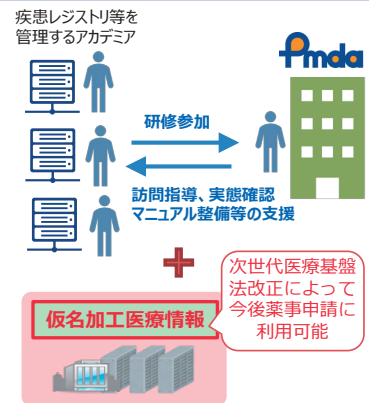 疾患レジストリ等を
管理するアカデミア
Pmda
研修参加
訪問指導、実態確認
マニュアル整備等の支援
次世代医療基盤
法改正によって
今後薬事申請に
利用可能
仮名加工医療情報